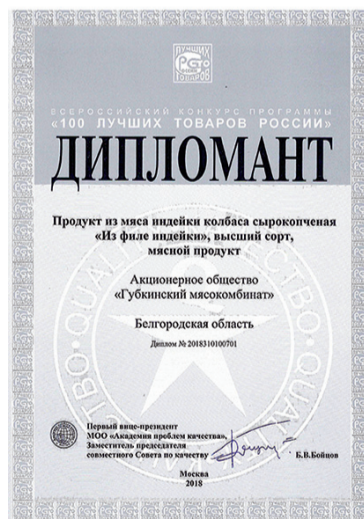 100 ЛУЧШИХ
ТОВАРОВ
ВСЕРОССИЙСКИЙ КОНКУРС ПРОГРАММЫ
«100 ЛУЧШИХ ТОВАРОВ РОССИИ»
ДИПЛОМАНТ
Продукт из мяса индейки колбаса сырокопченая
«Из филе индейки», высший сорт,
мясной продукт
Акционерное общество
«Губкинский мясокомбинат»
Белгородская область
Диплом № 2018310100701
Первый вице-президент
МОО «Академия проблем качества»,
Заместитель председателя
совместного Совета по качеству
Б.В.Бойцов
Москва
2018